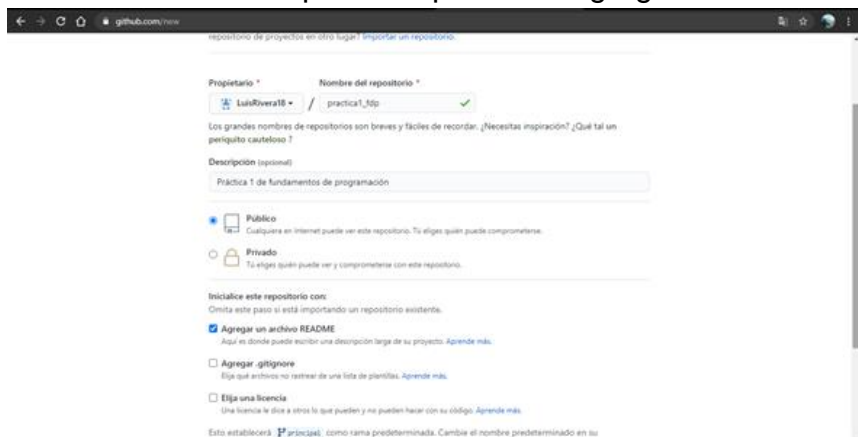 github.com/new
repositorio de proyectos en otro lugar? Importar un repositorio.
Propietario * Nombre del repositorio *
LuisRivera18 / practica1_fdp
Los grandes nombres de repositorios son breves y fáciles de recordar. ¿Necesitas inspiración? ¿Qué tal un
periquito cauteloso ?
Descripción (opcional)
Práctica 1 de fundamentos de programación
Público
Cualquiera en Internet puede ver este repositorio. Tú eliges quién puede comprometerse.
Privado
Tú eliges quién puede ver y comprometerse con este repositorio.
Inicialice este repositorio con:
Omita este paso si está importando un repositorio existente.
Agregar un archivo README
Aquí es donde puede escribir una descripción larga de su proyecto. Aprende más.
Agregar .gitignore
Elija qué archivos no rastrear de una lista de plantillas. Aprende más.
Elija una licencia
Una licencia le dice a otros lo que pueden y no pueden hacer con su código. Aprende más.
Esto establecerá principal como rama predeterminada. Cambie el nombre predeterminado en su